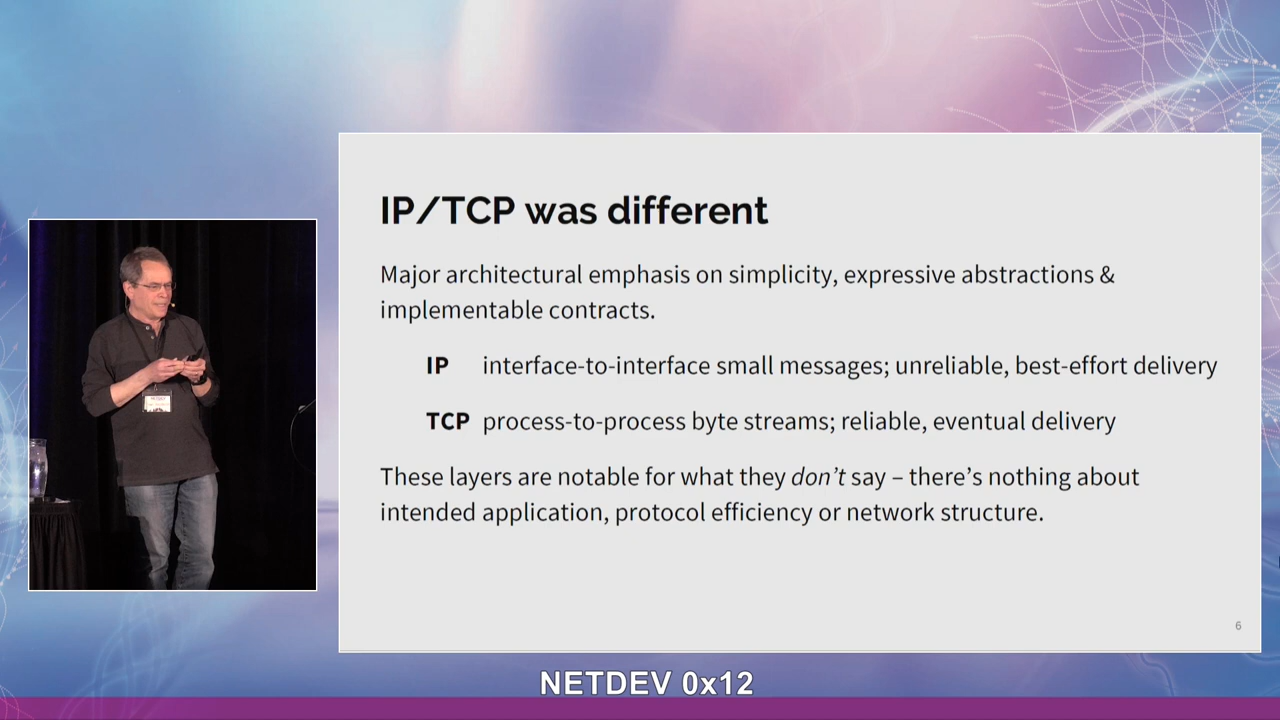 IP/TCP was different
Major architectural emphasis on simplicity, expressive abstractions &
implementable contracts.
IP interface-to-interface small messages; unreliable, best-effort delivery
TCP process-to-process byte streams; reliable, eventual delivery
These layers are notable for what they don’t say – there’s nothing about
intended application, protocol efficiency or network structure.
6
NETDEV 0x12